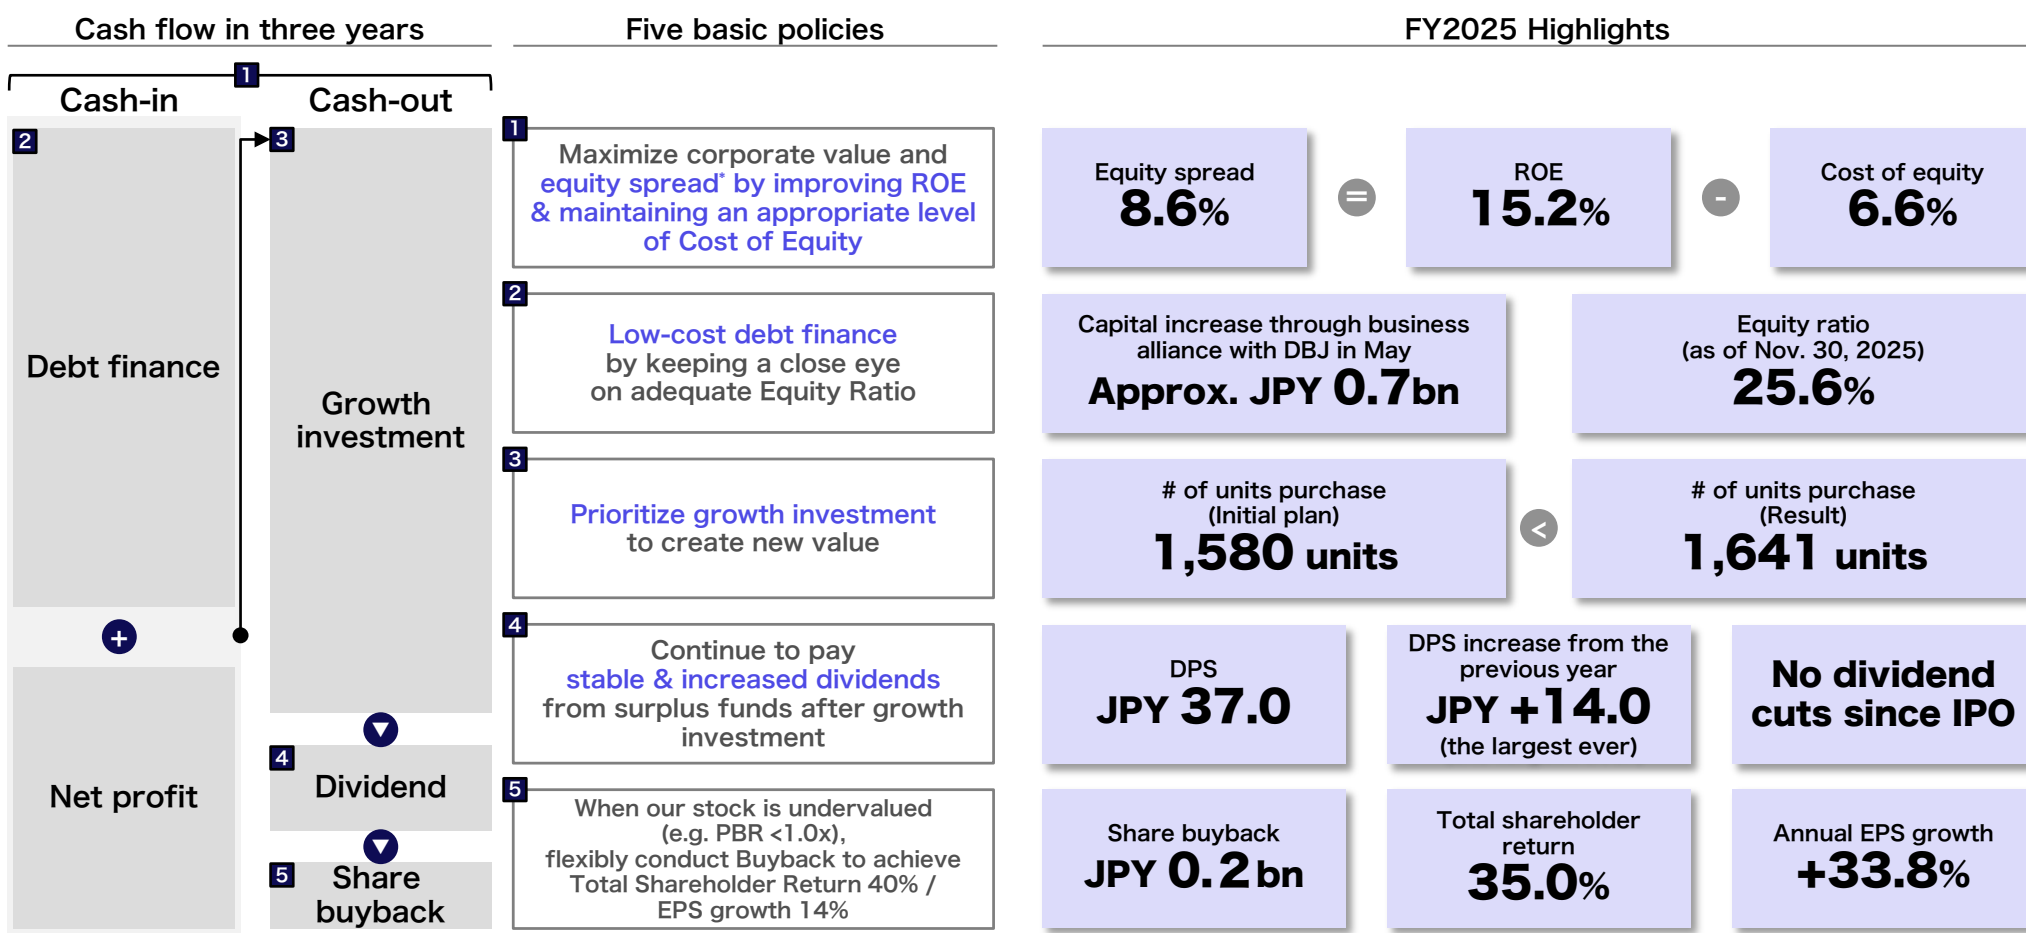 Cash flow in three years
Five basic policies
FY2025 Highlights
1
Cash-in
Cash-out
2
Debt finance
+
Net profit
3
Growth
investment
4
Dividend
5
Share
buyback
1
Maximize corporate value and
equity spread* by improving ROE
& maintaining an appropriate level
of Cost of Equity
Equity spread
8.6%
=
ROE
15.2%
-
Cost of equity
6.6%
2
Low-cost debt finance
by keeping a close eye
on adequate Equity Ratio
Capital increase through business
alliance with DBJ in May
Approx. JPY 0.7bn
Equity ratio
(as of Nov. 30, 2025)
25.6%
3
Prioritize growth investment
to create new value
# of units purchase
(Initial plan)
1,580 units
<
# of units purchase
(Result)
1,641 units
4
Continue to pay
stable & increased dividends
from surplus funds after growth
investment
DPS
JPY 37.0
DPS increase from the
previous year
JPY +14.0
(the largest ever)
No dividend
cuts since IPO
5
When our stock is undervalued
(e.g. PBR <1.0x),
flexibly conduct Buyback to achieve
Total Shareholder Return 40% /
EPS growth 14%
Share buyback
JPY 0.2bn
Total shareholder
return
35.0%
Annual EPS growth
+33.8%